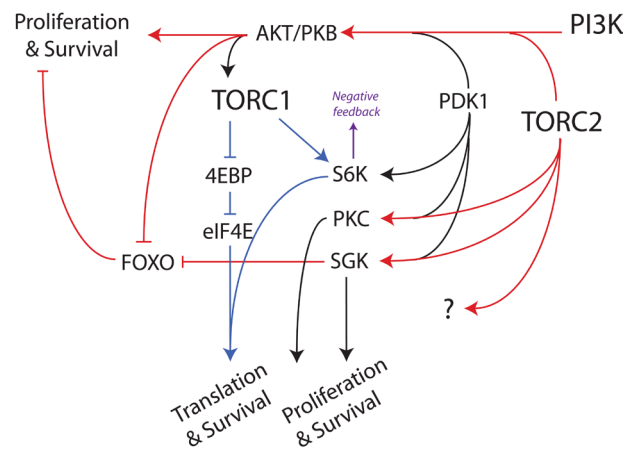 Proliferation
& Survival
AKT/PKB
PI3K
TORC1
Negative
feedback
PDK1
TORC2
4EBP
S6K
eIF4E
PKC
FOXO
SGK
?
Translation
& Survival
Proliferation
& Survival